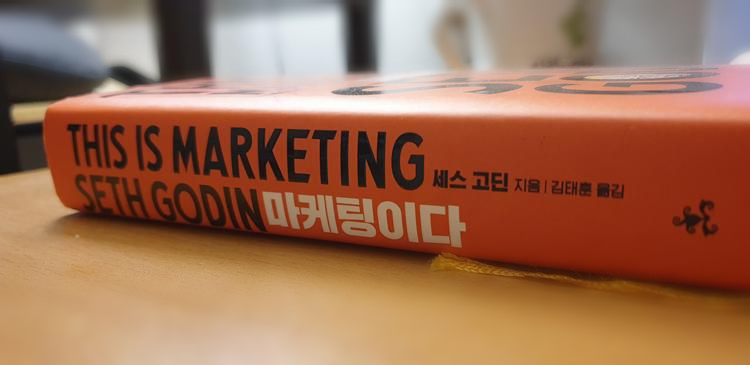 THIS IS MARKETING 세스 고딘 지음 | 김태훈 옮김
SETH GODIN 마케팅이다